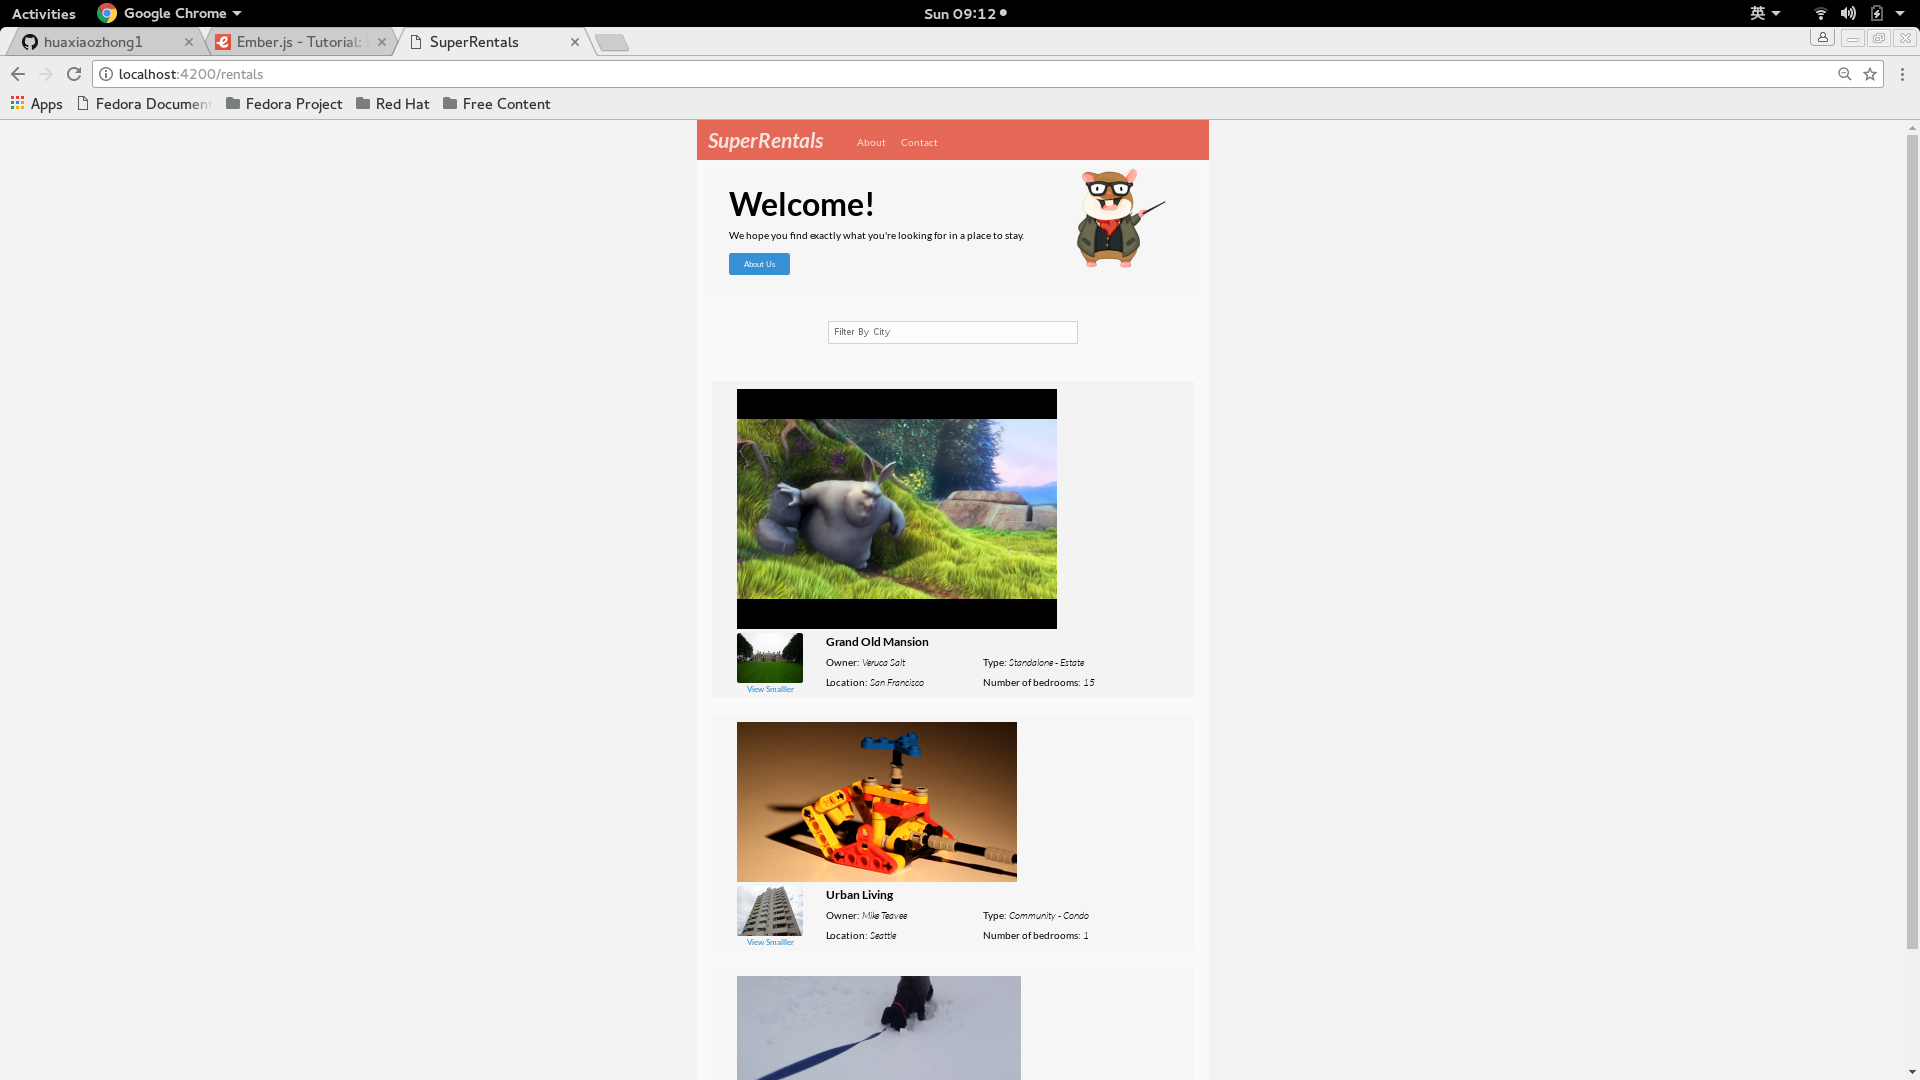 Activities Google Chrome Sun 09:12 英
huaxiaozhong1 Ember.js - Tutorial: SuperRentals
localhost:4200/rentals
Apps Fedora Document Fedora Project Red Hat Free Content
SuperRentals About Contact
Welcome!
We hope you find exactly what you're looking for in a place to stay.
About Us
Filter By City
Grand Old Mansion
Owner: Veruca Salt Type: Standalone - Estate
Location: San Francisco Number of bedrooms: 15
View Smalller
Urban Living
Owner: Mike Teavee Type: Community - Condo
Location: Seattle Number of bedrooms: 1
View Smalller